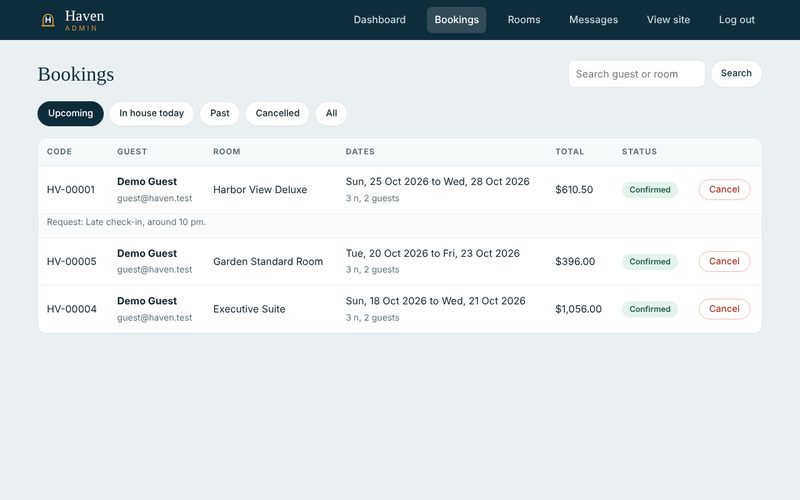 Haven
ADMIN
Dashboard Bookings Rooms Messages View site Log out
Bookings
Search guest or room Search
Upcoming In house today Past Cancelled All
CODE GUEST ROOM DATES TOTAL STATUS
HV-00001 Demo Guest Harbor View Deluxe Sun, 25 Oct 2026 to Wed, 28 Oct 2026 $610.50 Confirmed Cancel
guest@haven.test 3 n, 2 guests
Request: Late check-in, around 10 pm.
HV-00005 Demo Guest Garden Standard Room Tue, 20 Oct 2026 to Fri, 23 Oct 2026 $396.00 Confirmed Cancel
guest@haven.test 3 n, 2 guests
HV-00004 Demo Guest Executive Suite Sun, 18 Oct 2026 to Wed, 21 Oct 2026 $1,056.00 Confirmed Cancel
guest@haven.test 3 n, 2 guests